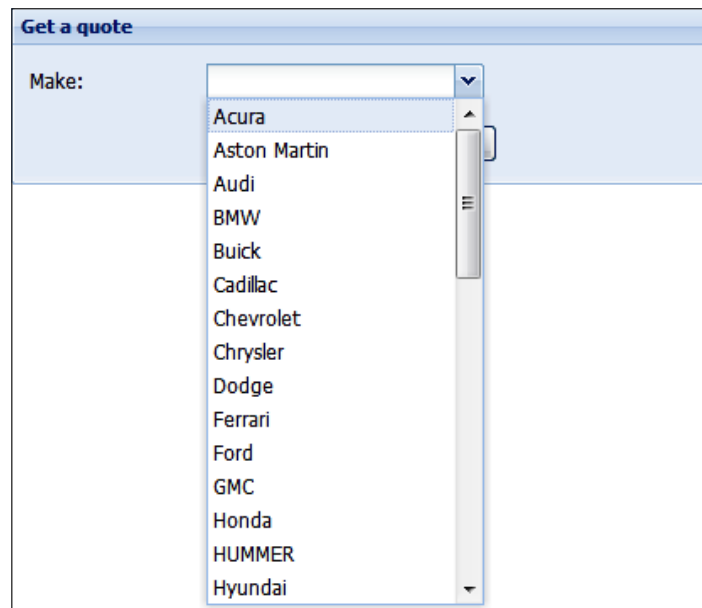 Get a quote
Make:
Acura
Aston Martin
Audi
BMW
Buick
Cadillac
Chevrolet
Chrysler
Dodge
Ferrari
Ford
GMC
Honda
HUMMER
Hyundai